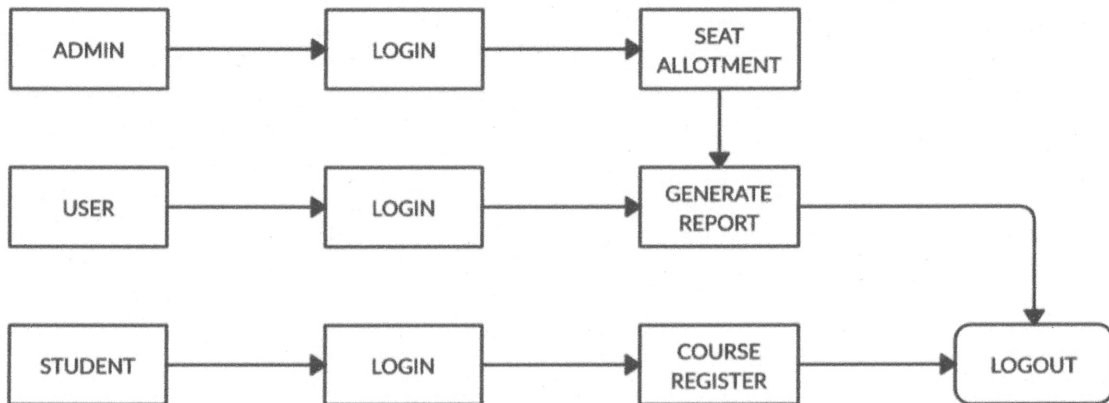 ADMIN
LOGIN
SEAT
ALLOTMENT
USER
LOGIN
GENERATE
REPORT
STUDENT
LOGIN
COURSE
REGISTER
LOGOUT